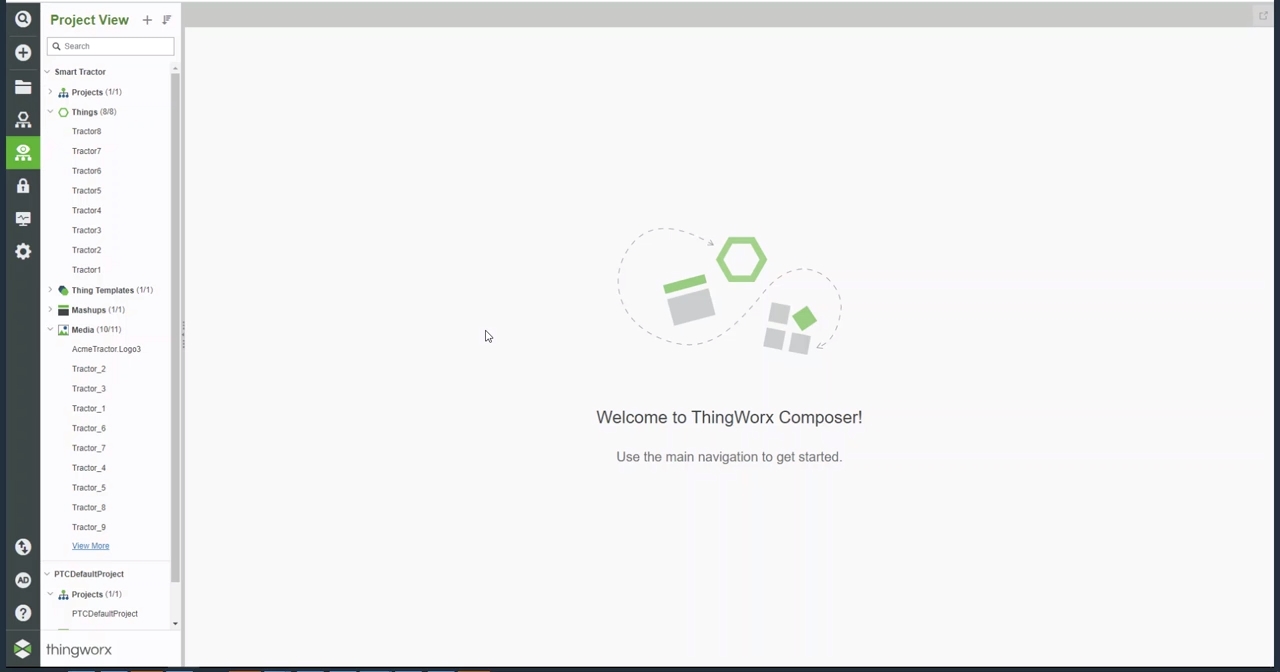 Project View
Search
Smart Tractor
Projects (1/1)
Things (8/8)
Tractor8
Tractor7
Tractor6
Tractor5
Tractor4
Tractor3
Tractor2
Tractor1
Thing Templates (1/1)
Mashups (1/1)
Media (10/11)
AcmeTractor.Logo3
Tractor_2
Tractor_3
Tractor_1
Tractor_6
Tractor_7
Tractor_4
Tractor_5
Tractor_8
Tractor_9
View More
PTCDefaultProject
Projects (1/1)
PTCDefaultProject
AD
?
thingworx
Welcome to ThingWorx Composer!
Use the main navigation to get started.